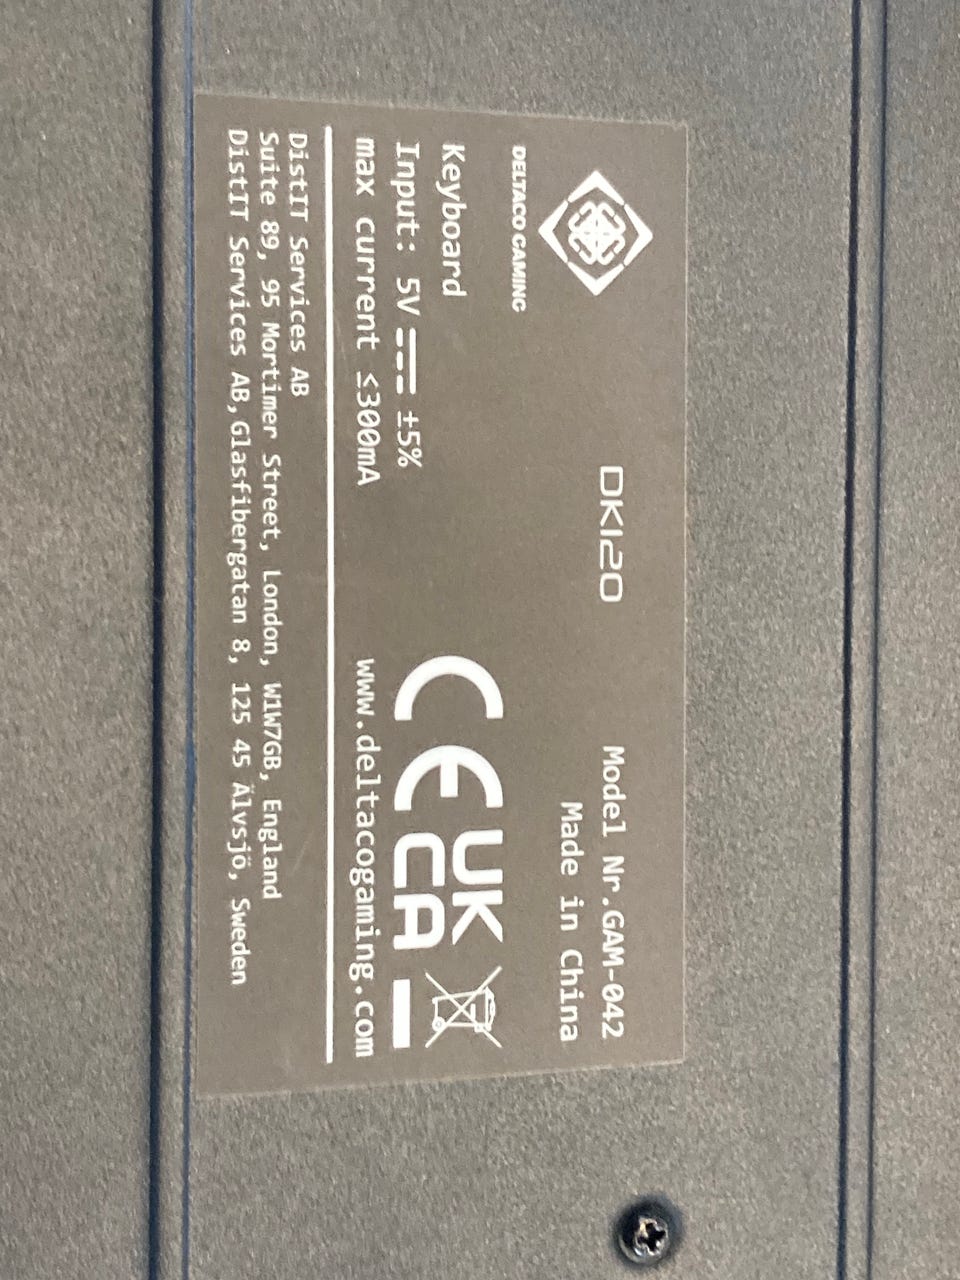 DELTACO GAMING
DK120
Model Nr.GAM-042
Made in China
Keyboard
Input: 5V ⎓ ±5%
max current ≤300mA
CE UK CA
www.deltacogaming.com
DistIT Services AB
Suite 89, 95 Mortimer Street, London, W1W7GB, England
DistIT Services AB,Glasfibergatan 8, 125 45 Älvsjö, Sweden